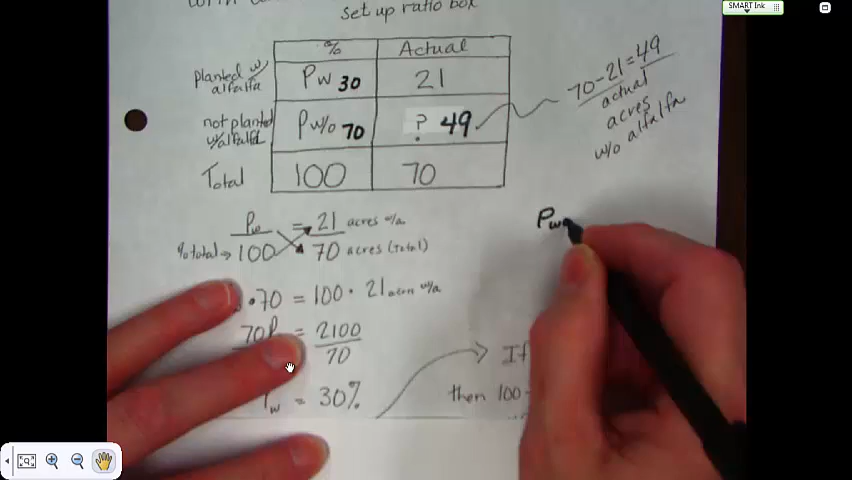 SMART Ink
set up ratio box
% Actual
planted w/ alfalfa Pw 30 21
not planted w/alfalfa Pw/o 70 ? 49
Total 100 70
70-21=49
actual
acres
w/o alfalfa
Pw = 21 acres w/a
% total → 100 70 acres (Total)
Pwo
• 70 = 100 • 21 acres w/a
70P = 2100
70
Pw = 30%
If
then 100-